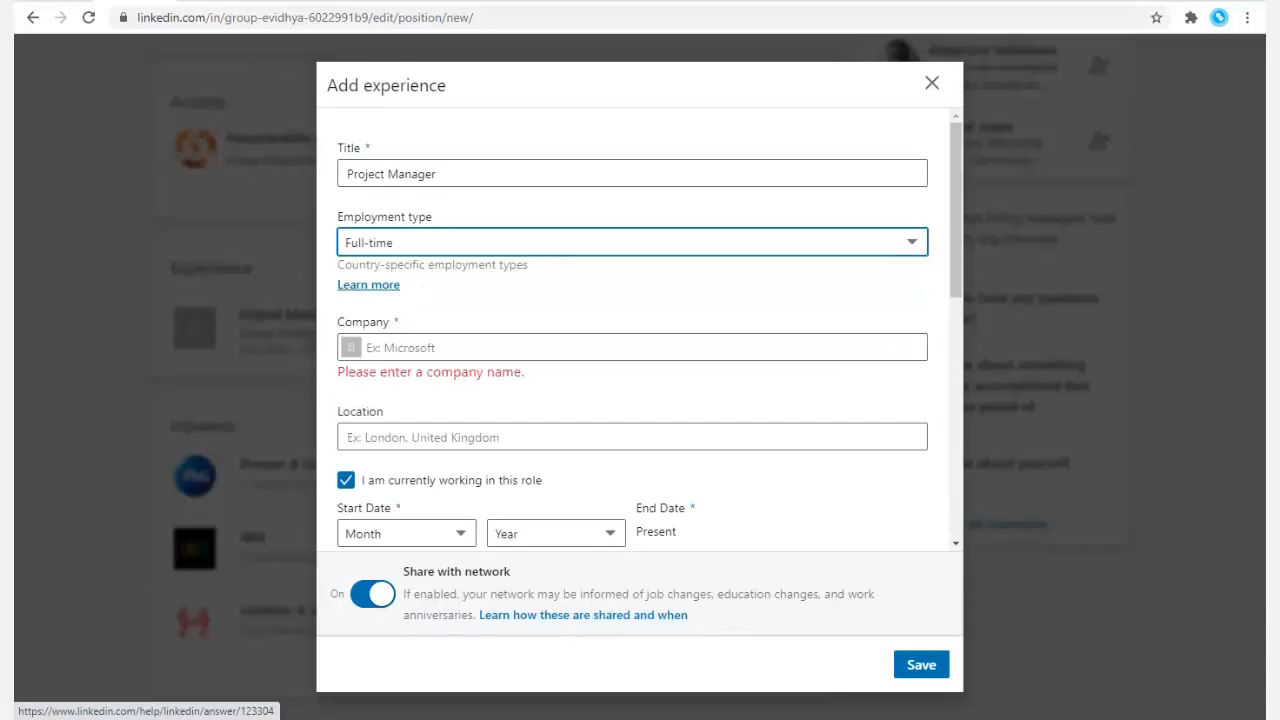 linkedin.com/in/group-evidhya-6022991b9/edit/position/new/
Add experience
Title *
Project Manager
Employment type
Full-time
Country-specific employment types
Learn more
Company *
Ex: Microsoft
Please enter a company name.
Location
Ex: London, United Kingdom
I am currently working in this role
Start Date *
End Date *
Month
Year
Present
Share with network
On
If enabled, your network may be informed of job changes, education changes, and work
anniversaries. Learn how these are shared and when
Save
https://www.linkedin.com/help/linkedin/answer/123304